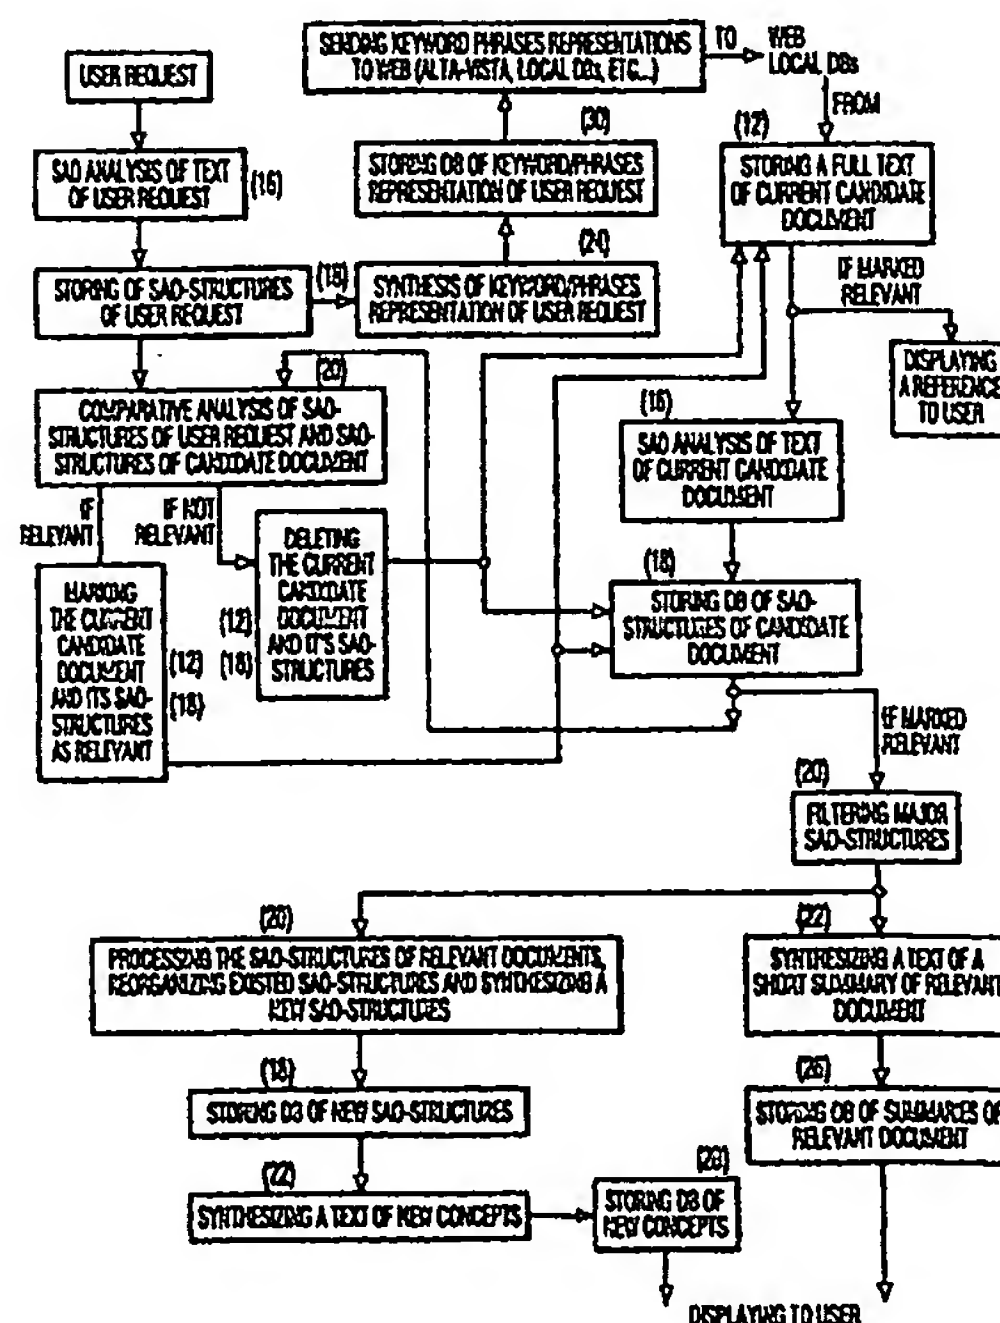 USER REQUEST
SAO ANALYSIS OF TEXT
OF USER REQUEST
(16)
STORING OF SAO-STRUCTURES
OF USER REQUEST
(18)
SENDING KEYWORD PHRASES REPRESENTATIONS
TO WEB (ALTA-VISTA, LOCAL DBs, ETC...)
TO
WEB
LOCAL DBs
FROM
(30)
STORING DB OF KEYWORD/PHRASES
REPRESENTATION OF USER REQUEST
(24)
SYNTHESIS OF KEYWORD/PHRASES
REPRESENTATION OF USER REQUEST
(12)
STORING A FULL TEXT
OF CURRENT CANDIDATE
DOCUMENT
IF MARKED
RELEVANT
DISPLAYING
A REFERENCE
TO USER
(20)
COMPARATIVE ANALYSIS OF SAO-
STRUCTURES OF USER REQUEST AND SAO-
STRUCTURES OF CANDIDATE DOCUMENT
IF
RELEVANT
IF NOT
RELEVANT
MARKING
THE CURRENT
CANDIDATE
DOCUMENT
AND ITS SAO-
STRUCTURES
AS RELEVANT
(12)
(18)
DELETING
THE CURRENT
CANDIDATE
DOCUMENT
AND IT'S SAO-
STRUCTURES
(12)
(18)
(16)
SAO ANALYSIS OF TEXT
OF CURRENT CANDIDATE
DOCUMENT
(18)
STORING DB OF SAO-
STRUCTURES OF CANDIDATE
DOCUMENT
IF MARKED
RELEVANT
(20)
FILTERING MAJOR
SAO-STRUCTURES
(20)
PROCESSING THE SAO-STRUCTURES OF RELEVANT DOCUMENTS,
REORGANIZING EXISTED SAO-STRUCTURES AND SYNTHESIZING A
NEW SAO-STRUCTURES
(18)
STORING DB OF NEW SAO-STRUCTURES
(22)
SYNTHESIZING A TEXT OF NEW CONCEPTS
(28)
STORING DB OF
NEW CONCEPTS
(22)
SYNTHESIZING A TEXT OF A
SHORT SUMMARY OF RELEVANT
DOCUMENT
(26)
STORING DB OF SUMMARIES OF
RELEVANT DOCUMENT
DISPLAYING TO USER